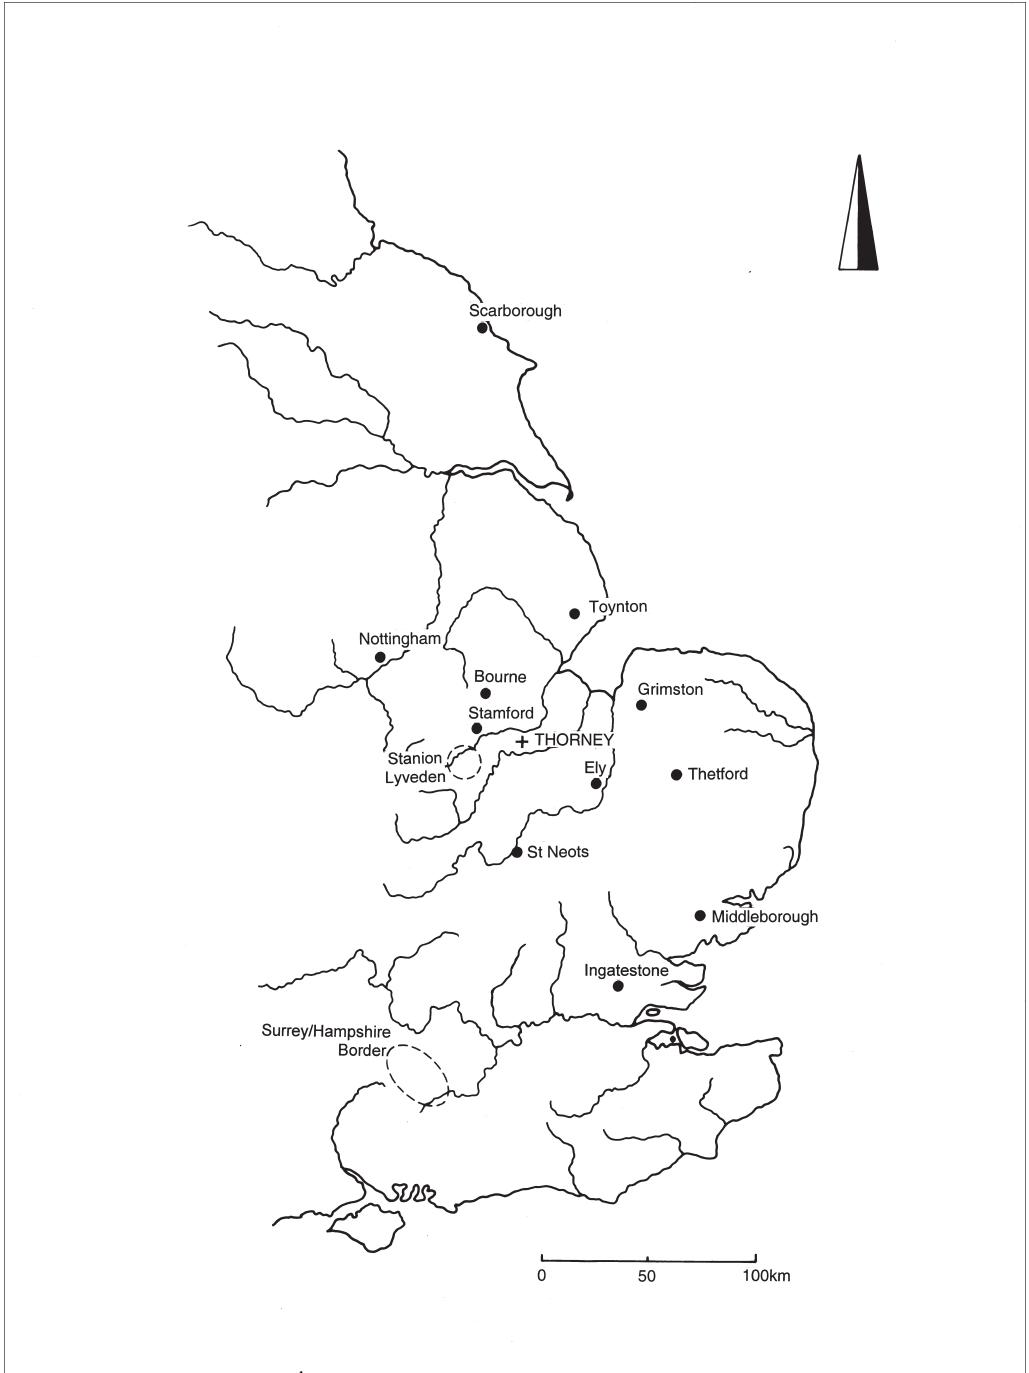 Scarborough
Toynton
Nottingham
Bourne
Grimston
Stamford
THORNEY
Stanion
Lyveden
Ely
Thetford
St Neots
Middleborough
Ingatestone
Surrey/Hampshire
Border
0 50 100km